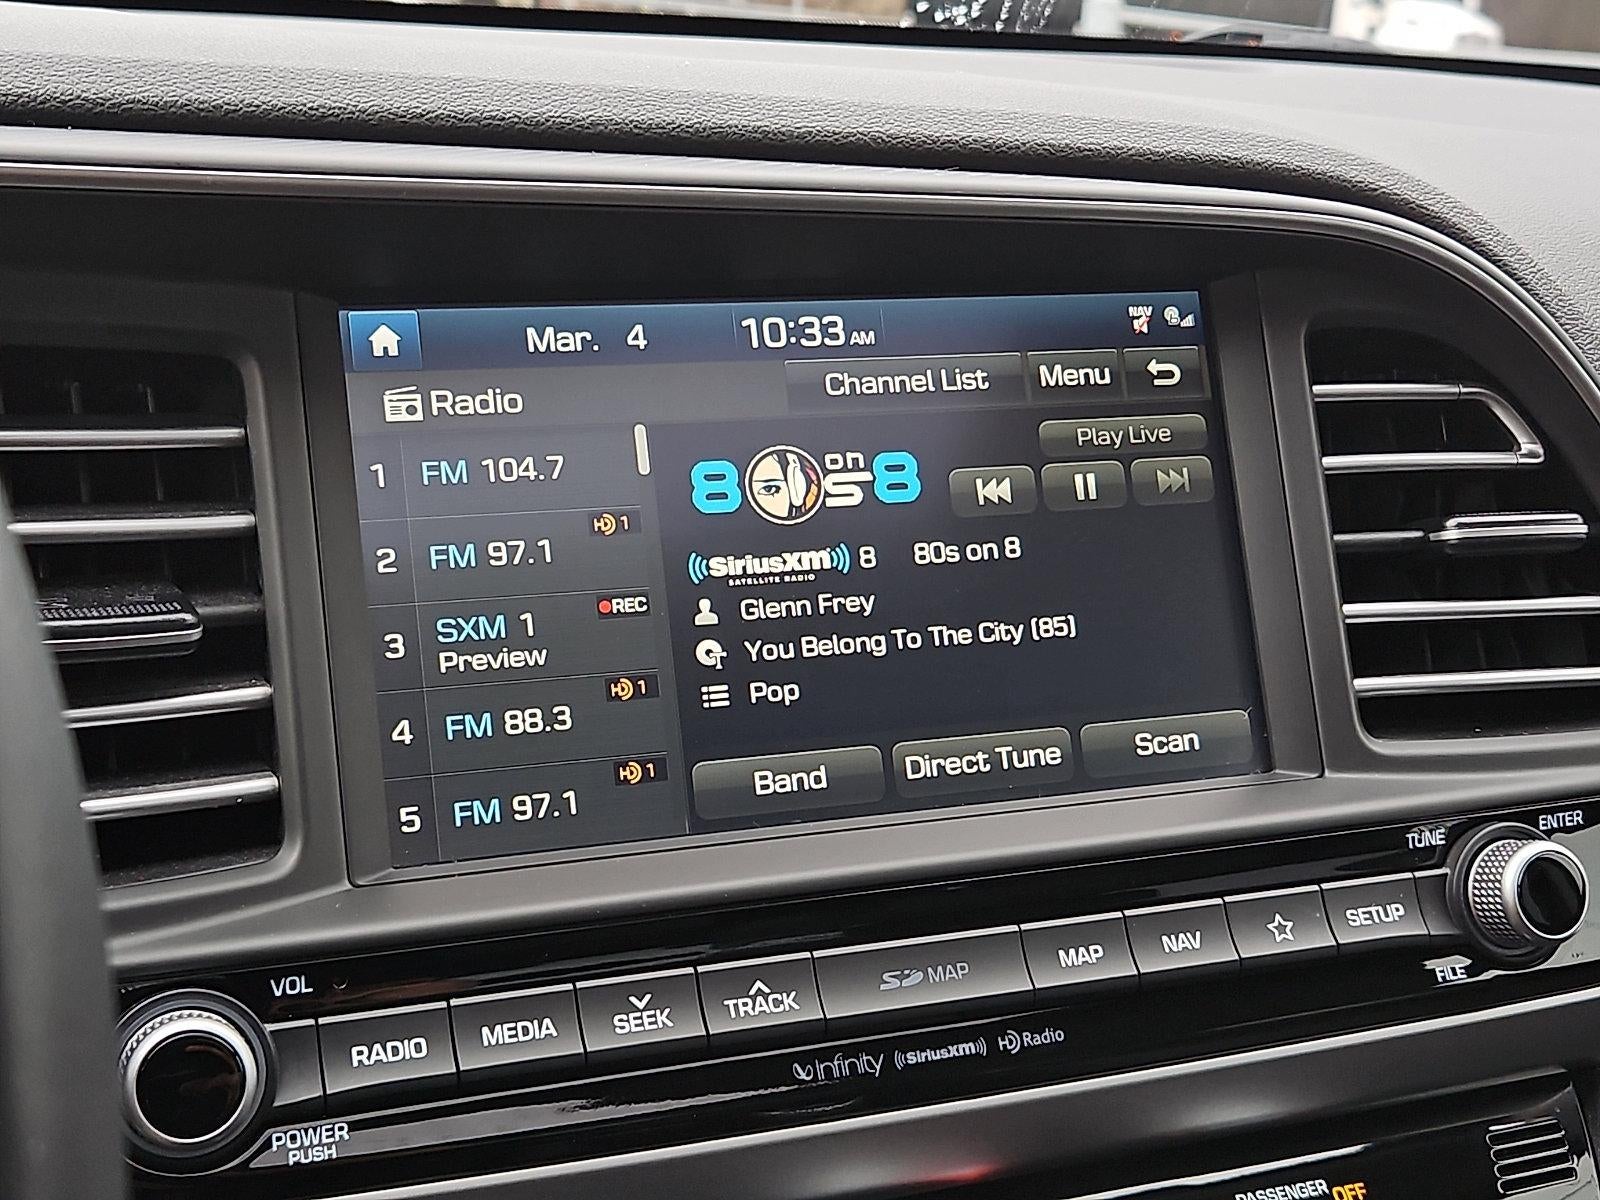 Mar. 4 10:33 AM NAV
Radio Channel List Menu
1 FM 104.7
2 FM 97.1 HD 1
3 SXM 1 REC
Preview
4 FM 88.3 HD 1
5 FM 97.1 HD 1
Play Live
80s on 8
SiriusXM 8 80s on 8
SATELLITE RADIO
Glenn Frey
You Belong To The City (85)
Pop
Band Direct Tune Scan
VOL
POWER
PUSH
RADIO MEDIA SEEK TRACK SD MAP MAP NAV SETUP
TUNE ENTER
FILE
Infinity SiriusXM HD Radio
PASSENGER OFF